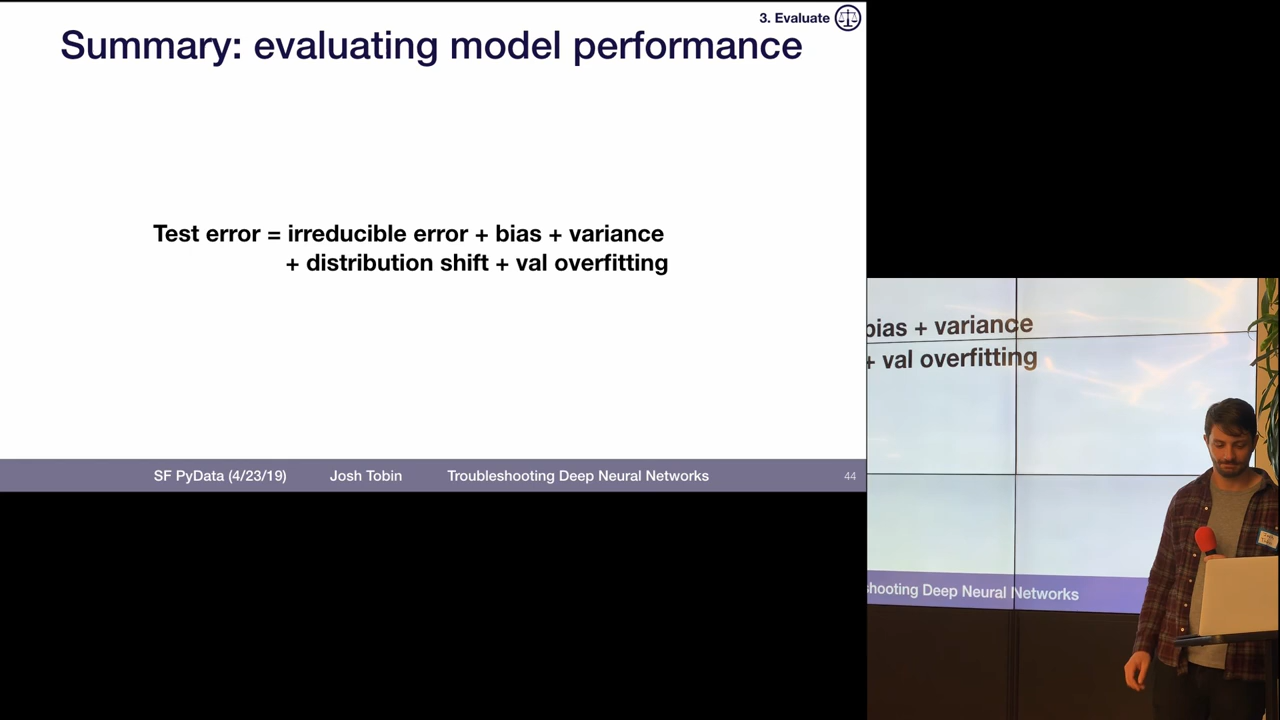 3. Evaluate
Summary: evaluating model performance
Test error = irreducible error + bias + variance
+ distribution shift + val overfitting
SF PyData (4/23/19) Josh Tobin Troubleshooting Deep Neural Networks 44
bias + variance
+ val overfitting
shooting Deep Neural Networks